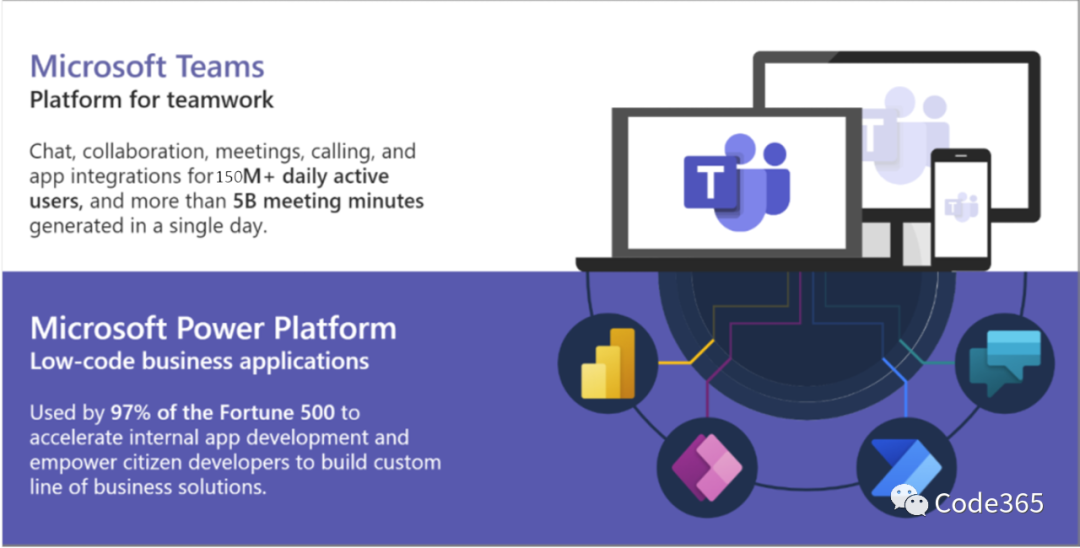 Microsoft Teams
Platform for teamwork
Chat, collaboration, meetings, calling, and
app integrations for150M+ daily active
users, and more than 5B meeting minutes
generated in a single day.
T
T
T
Microsoft Power Platform
Low-code business applications
Used by 97% of the Fortune 500 to
accelerate internal app development and
empower citizen developers to build custom
line of business solutions.
Code365